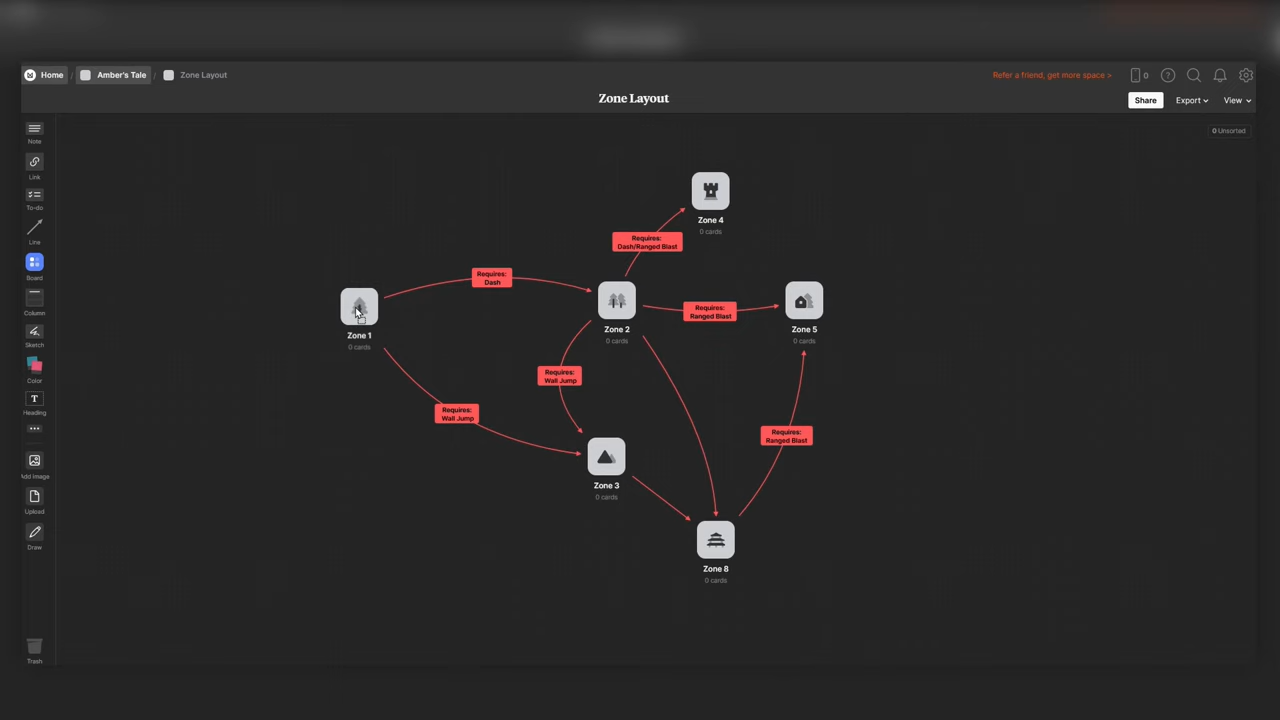 Home / Amber's Tale / Zone Layout
Refer a friend, get more space >
0
Zone Layout
Share
Export
View
0 Unsorted
Note
Link
To-do
Line
Board
Column
Sketch
Color
Heading
Add Image
Upload
Draw
Trash
Zone 4
0 cards
Requires:
Dash/Ranged Blast
Requires:
Dash
Zone 1
0 cards
Zone 2
0 cards
Requires:
Ranged Blast
Zone 5
0 cards
Requires:
Wall Jump
Requires:
Wall Jump
Requires:
Ranged Blast
Zone 3
0 cards
Zone 8
0 cards